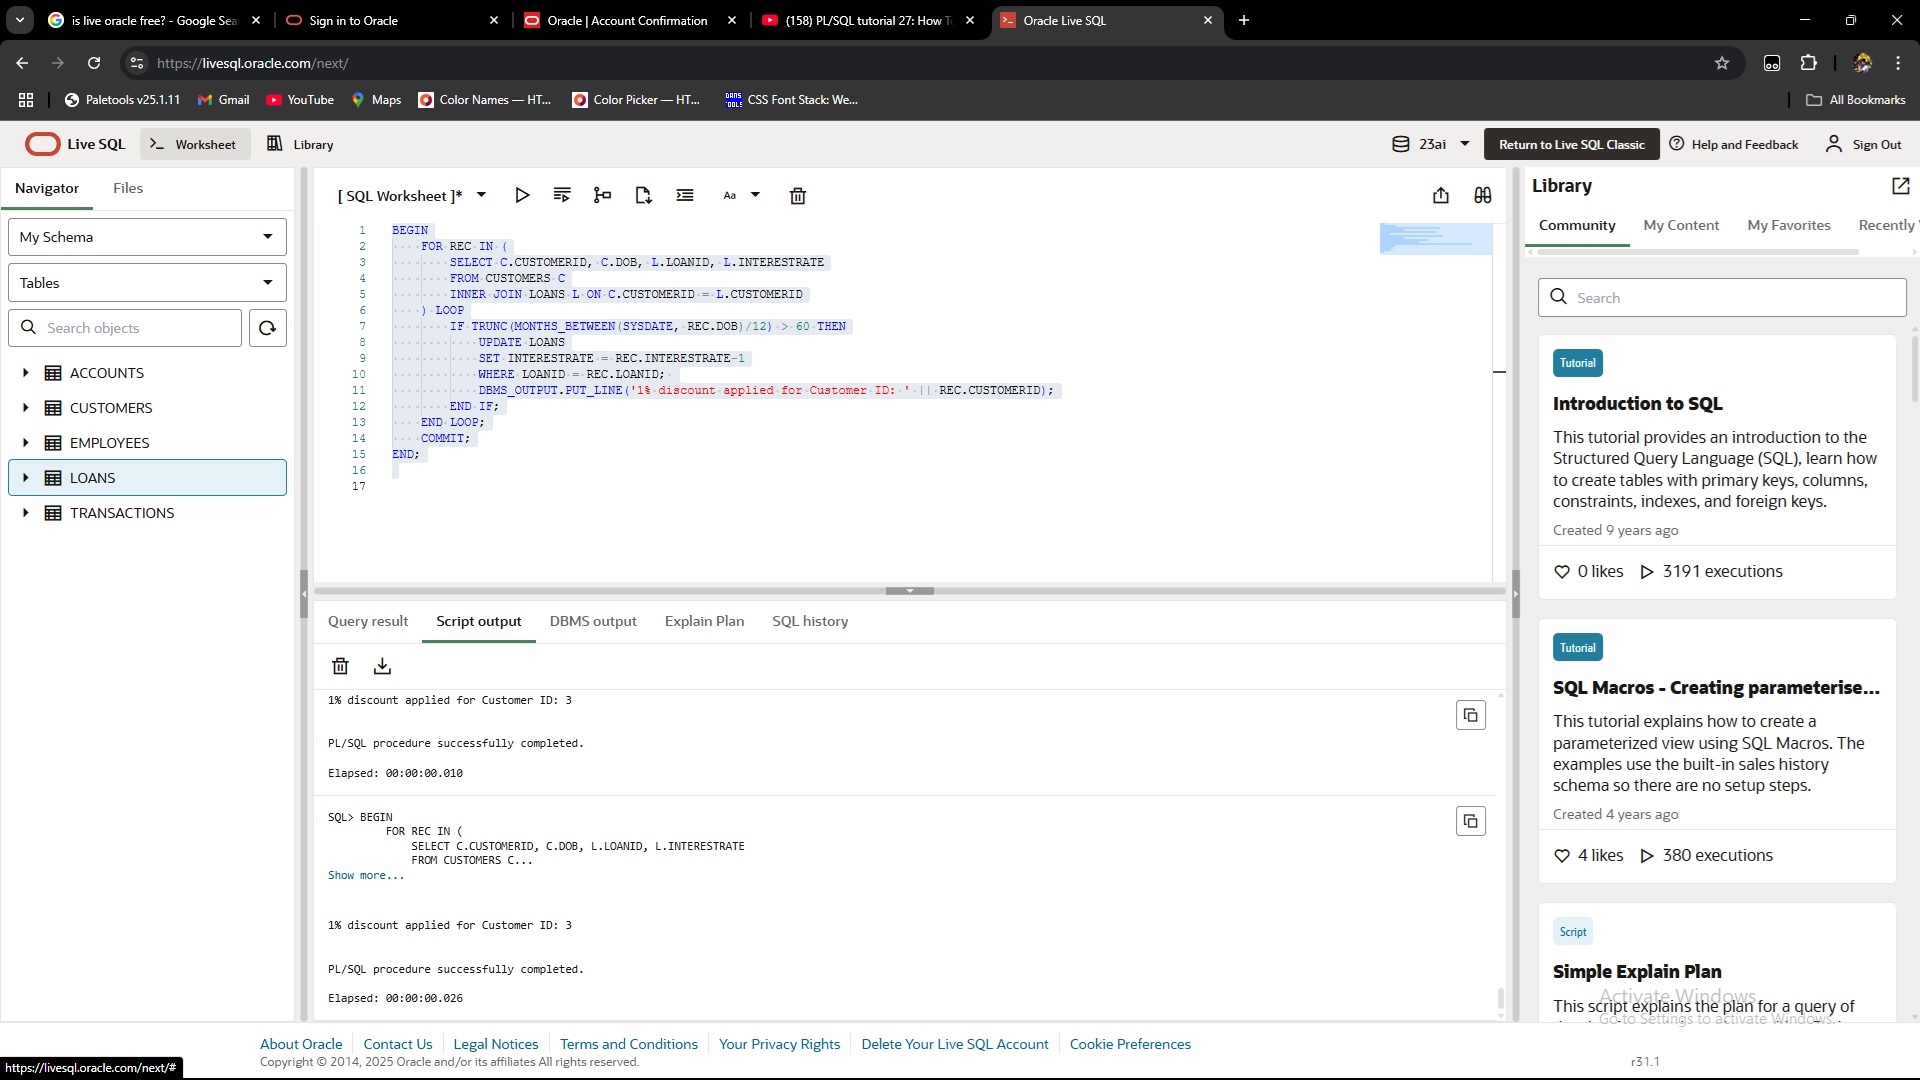 is live oracle free? - Google Sea
Sign in to Oracle
Oracle | Account Confirmation
(158) PL/SQL tutorial 27: How T
Oracle Live SQL
https://livesql.oracle.com/next/
Paletools v25.1.11
Gmail
YouTube
Maps
Color Names — HT...
Color Picker — HT...
CSS Font Stack: We...
All Bookmarks
Live SQL
Worksheet
Library
23ai
Return to Live SQL Classic
Help and Feedback
Sign Out
Navigator
Files
My Schema
Tables
Search objects
ACCOUNTS
CUSTOMERS
EMPLOYEES
LOANS
TRANSACTIONS
[ SQL Worksheet ]*
Aa
1 BEGIN
2 FOR REC IN (
3 SELECT C.CUSTOMERID, C.DOB, L.LOANID, L.INTERESTRATE
4 FROM CUSTOMERS C
5 INNER JOIN LOANS L ON C.CUSTOMERID = L.CUSTOMERID
6 ) LOOP
7 IF TRUNC(MONTHS_BETWEEN(SYSDATE, REC.DOB)/12) > 60 THEN
8 UPDATE LOANS
9 SET INTERESTRATE = REC.INTERESTRATE-1
10 WHERE LOANID = REC.LOANID;
11 DBMS_OUTPUT.PUT_LINE('1% discount applied for Customer ID: ' || REC.CUSTOMERID);
12 END IF;
13 END LOOP;
14 COMMIT;
15 END;
16
17
Query result
Script output
DBMS output
Explain Plan
SQL history
1% discount applied for Customer ID: 3
PL/SQL procedure successfully completed.
Elapsed: 00:00:00.010
SQL> BEGIN
FOR REC IN (
SELECT C.CUSTOMERID, C.DOB, L.LOANID, L.INTERESTRATE
FROM CUSTOMERS C...
Show more...
1% discount applied for Customer ID: 3
PL/SQL procedure successfully completed.
Elapsed: 00:00:00.026
Library
Community
My Content
My Favorites
Recently
Search
Tutorial
Introduction to SQL
This tutorial provides an introduction to the
Structured Query Language (SQL), learn how
to create tables with primary keys, columns,
constraints, indexes, and foreign keys.
Created 9 years ago
0 likes
3191 executions
Tutorial
SQL Macros - Creating parameterise...
This tutorial explains how to create a
parameterized view using SQL Macros. The
examples use the built-in sales history
schema so there are no setup steps.
Created 4 years ago
4 likes
380 executions
Script
Simple Explain Plan
This script explains the plan for a query of
Activate Windows
Go to Settings to activate Windows.
About Oracle
Contact Us
Legal Notices
Terms and Conditions
Your Privacy Rights
Delete Your Live SQL Account
Cookie Preferences
Copyright © 2014, 2025 Oracle and/or its affiliates All rights reserved.
r31.1
https://livesql.oracle.com/next/#